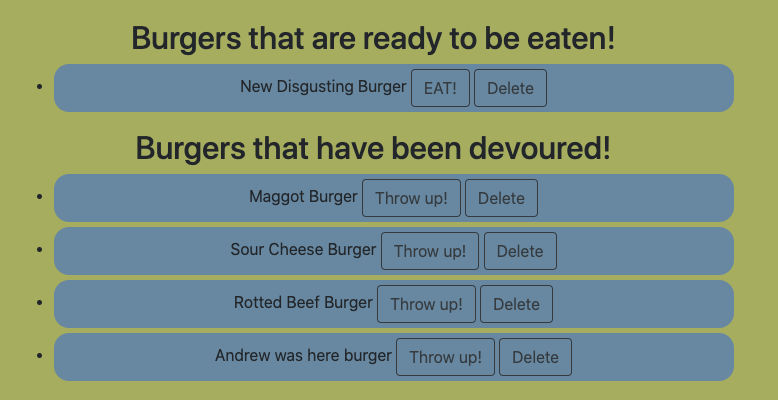 Burgers that are ready to be eaten!
New Disgusting Burger EAT! Delete
Burgers that have been devoured!
Maggot Burger Throw up! Delete
Sour Cheese Burger Throw up! Delete
Rotted Beef Burger Throw up! Delete
Andrew was here burger Throw up! Delete